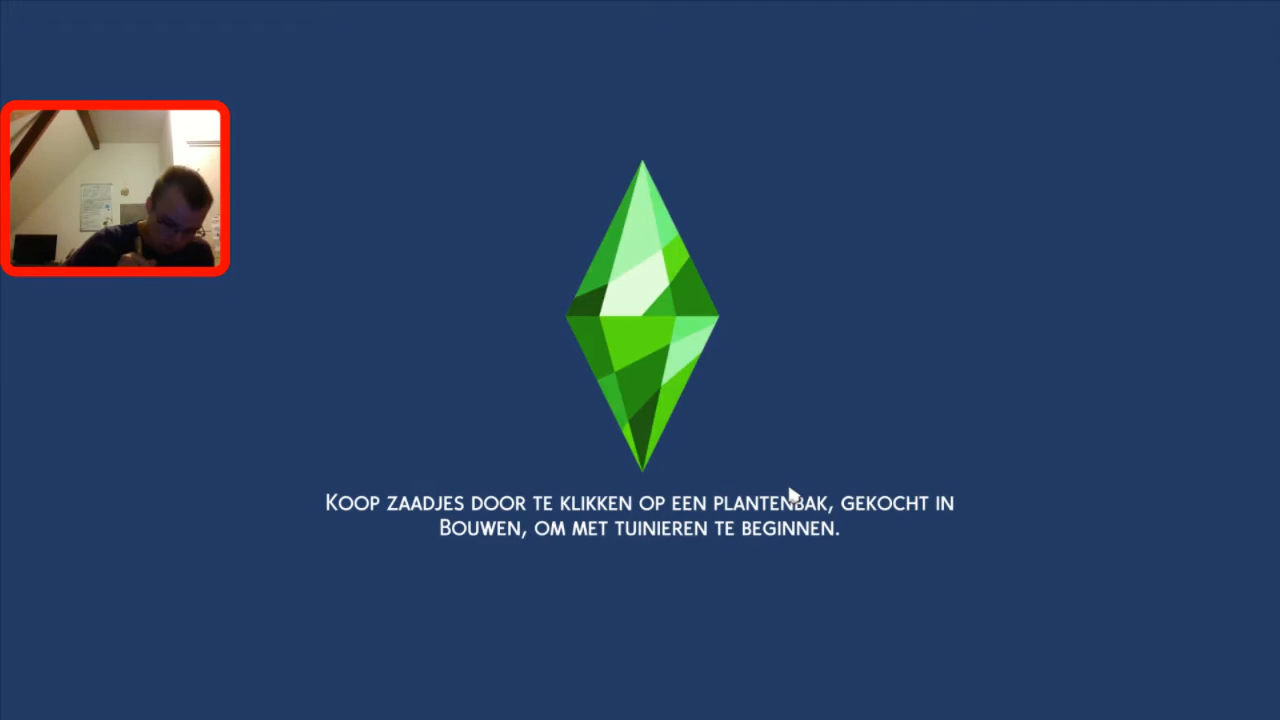 Koop zaadjes door te klikken op een plantenbak, gekocht in
Bouwen, om met tuinieren te beginnen.